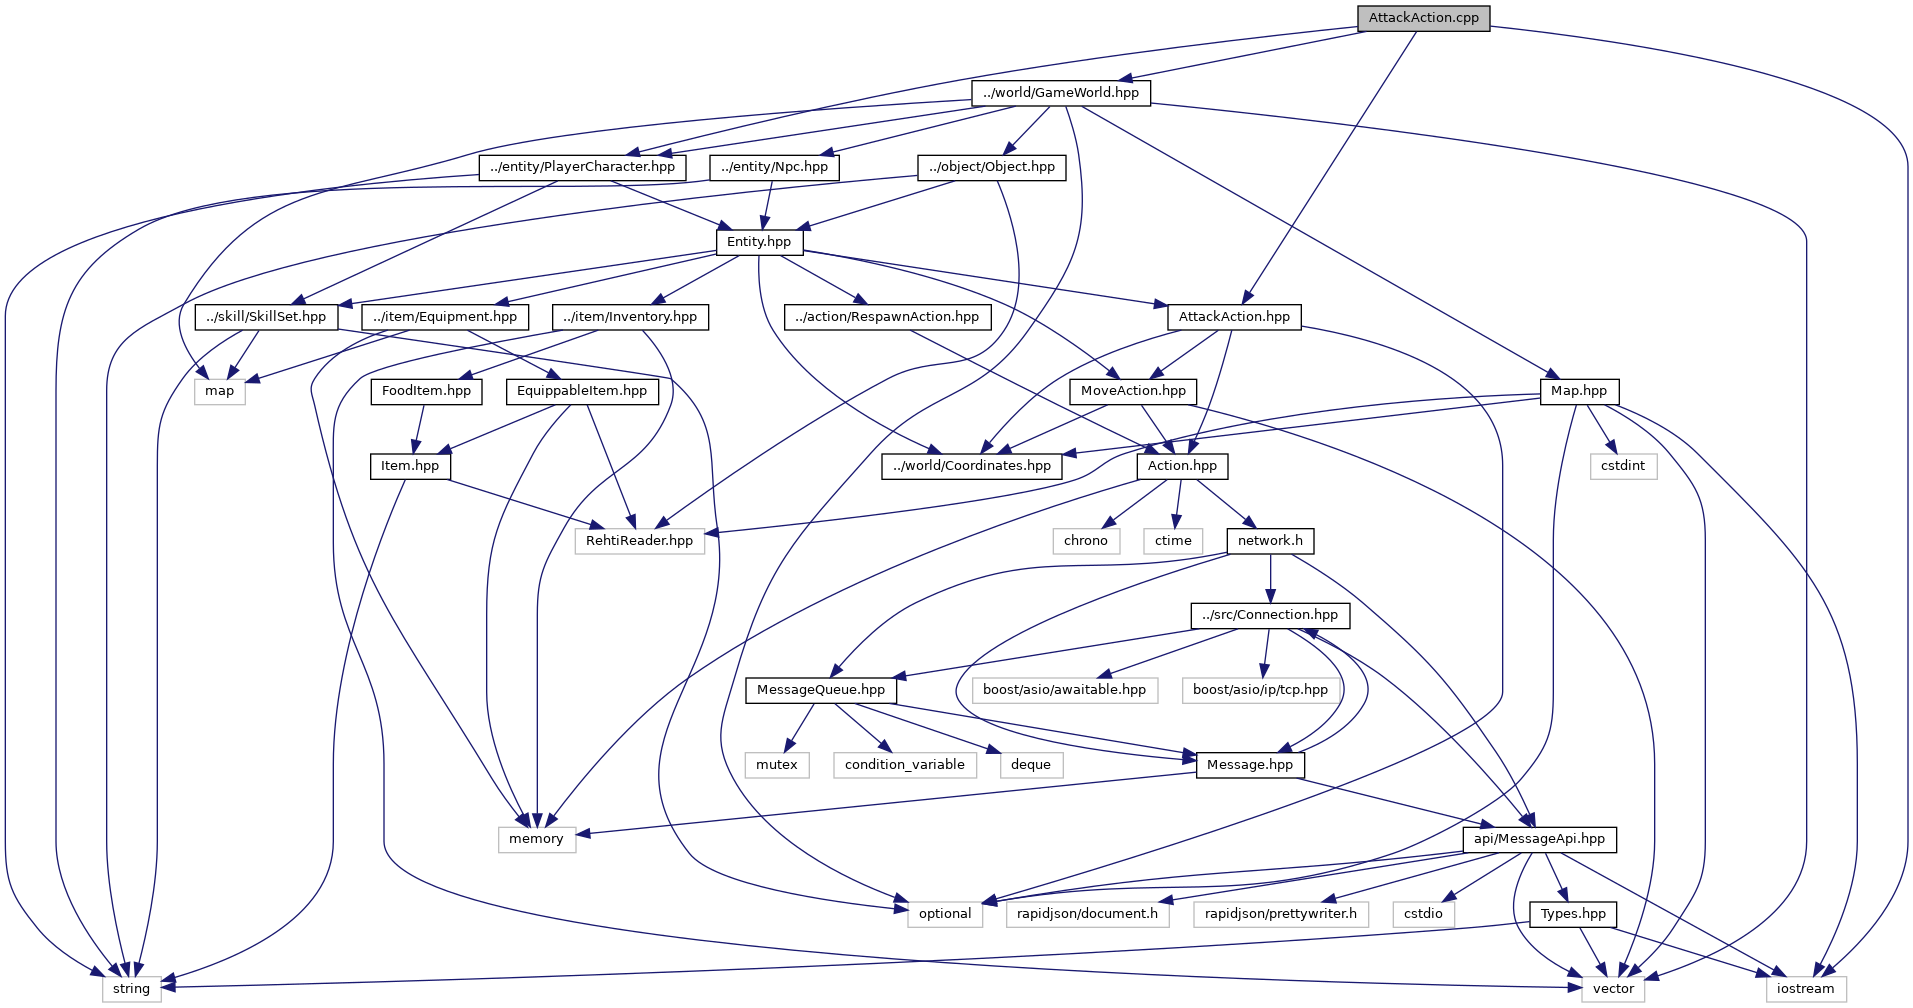 AttackAction.cpp
../world/GameWorld.hpp
../entity/PlayerCharacter.hpp
../entity/Npc.hpp
../object/Object.hpp
Entity.hpp
../skill/SkillSet.hpp
../item/Equipment.hpp
../item/Inventory.hpp
../action/RespawnAction.hpp
AttackAction.hpp
map
FoodItem.hpp
EquippableItem.hpp
MoveAction.hpp
Map.hpp
Item.hpp
../world/Coordinates.hpp
Action.hpp
cstdint
RehtiReader.hpp
chrono
ctime
network.h
../src/Connection.hpp
MessageQueue.hpp
boost/asio/awaitable.hpp
boost/asio/ip/tcp.hpp
mutex
condition_variable
deque
Message.hpp
memory
api/MessageApi.hpp
optional
rapidjson/document.h
rapidjson/prettywriter.h
cstdio
Types.hpp
string
vector
iostream